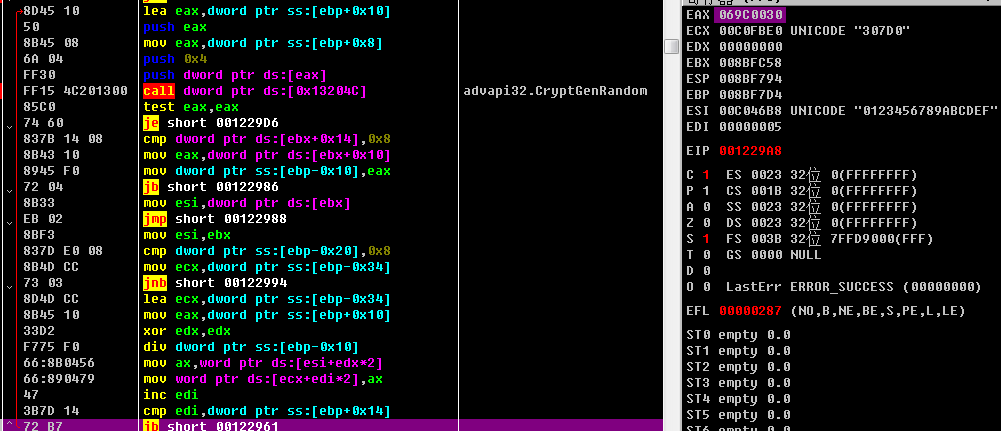 8D45 10 lea eax,dword ptr ss:[ebp+0x10]
50 push eax
8B45 08 mov eax,dword ptr ss:[ebp+0x8]
6A 04 push 0x4
FF30 push dword ptr ds:[eax]
FF15 4C201300 call dword ptr ds:[0x13204C] advapi32.CryptGenRandom
85C0 test eax,eax
74 60 je short 001229D6
837B 14 08 cmp dword ptr ds:[ebx+0x14],0x8
8B43 10 mov eax,dword ptr ds:[ebx+0x10]
8945 F0 mov dword ptr ss:[ebp-0x10],eax
72 04 jb short 00122986
8B33 mov esi,dword ptr ds:[ebx]
EB 02 jmp short 00122988
8BF3 mov esi,ebx
837D E0 08 cmp dword ptr ss:[ebp-0x20],0x8
8B4D CC mov ecx,dword ptr ss:[ebp-0x34]
73 03 jnb short 00122994
8D4D CC lea ecx,dword ptr ss:[ebp-0x34]
8B45 10 mov eax,dword ptr ss:[ebp+0x10]
33D2 xor edx,edx
F775 F0 div dword ptr ss:[ebp-0x10]
66:8B0456 mov ax,word ptr ds:[esi+edx*2]
66:890479 mov word ptr ds:[ecx+edi*2],ax
47 inc edi
3B7D 14 cmp edi,dword ptr ss:[ebp+0x14]
72 B7 jb short 00122961
EAX 069C0030
ECX 00C0FBE0 UNICODE "307D0"
EDX 00000000
EBX 008BFC58
ESP 008BF794
EBP 008BF7D4
ESI 00C046B8 UNICODE "0123456789ABCDEF"
EDI 00000005
EIP 001229A8
C 1 ES 0023 32位 0(FFFFFFFF)
P 1 CS 001B 32位 0(FFFFFFFF)
A 0 SS 0023 32位 0(FFFFFFFF)
Z 0 DS 0023 32位 0(FFFFFFFF)
S 1 FS 003B 32位 7FFD9000(FFF)
T 0 GS 0000 NULL
D 0
O 0 LastErr ERROR_SUCCESS (00000000)
EFL 00000287 (NO,B,NE,BE,S,PE,L,LE)
ST0 empty 0.0
ST1 empty 0.0
ST2 empty 0.0
ST3 empty 0.0
ST4 empty 0.0
ST5 empty 0.0
ST6 empty 0.0